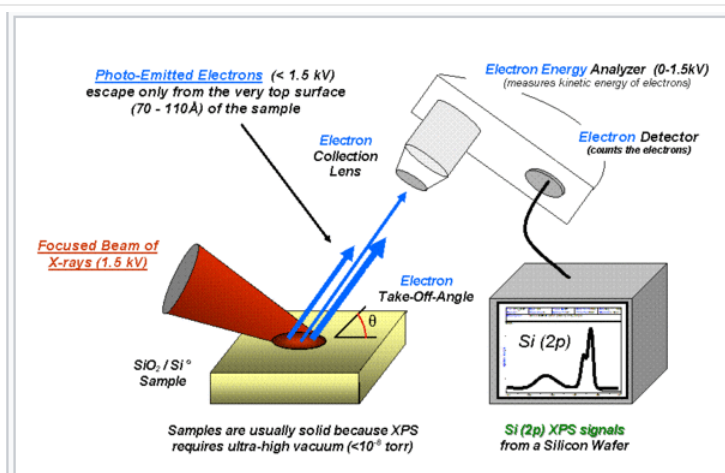 Photo-Emitted Electrons (< 1.5 kV)
escape only from the very top surface
(70 - 110Å) of the sample
Electron Energy Analyzer (0-1.5kV)
(measures kinetic energy of electrons)
Electron
Collection
Lens
Electron Detector
(counts the electrons)
Focused Beam of
X-rays (1.5 kV)
Electron
Take-Off-Angle
θ
Si (2p)
SiO₂ / Si°
Sample
Samples are usually solid because XPS
requires ultra-high vacuum (<10⁻⁸ torr)
Si (2p) XPS signals
from a Silicon Wafer